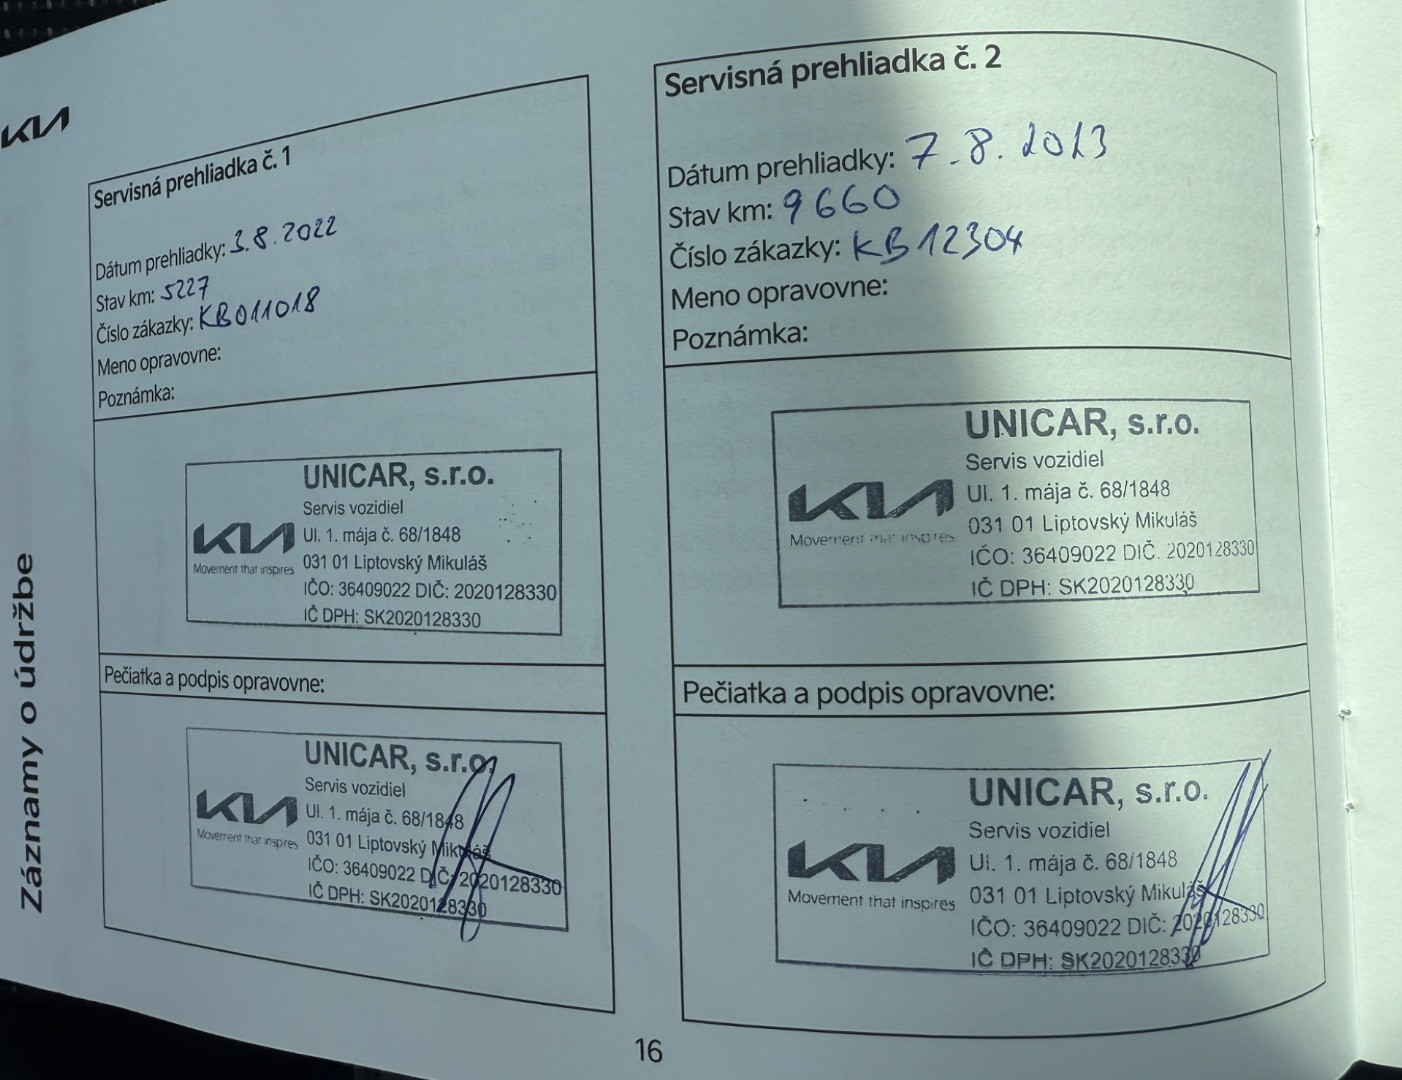 KIA
Záznamy o údržbe
Servisná prehliadka č. 1
Dátum prehliadky: 3.8.2022
Stav km: 5227
Číslo zákazky: KB011018
Meno opravovne:
Poznámka:
UNICAR, s.r.o.
Servis vozidiel
KIA
Ul. 1. mája č. 68/1848
Movement that inspires
031 01 Liptovský Mikuláš
IČO: 36409022 DIČ: 2020128330
IČ DPH: SK2020128330
Pečiatka a podpis opravovne:
UNICAR, s.r.o.
Servis vozidiel
KIA
Ul. 1. mája č. 68/1848
Movement that inspires
031 01 Liptovský Mikuláš
IČO: 36409022 DIČ: 2020128330
IČ DPH: SK2020128330
Servisná prehliadka č. 2
Dátum prehliadky: 7.8.2023
Stav km: 9660
Číslo zákazky: KB12304
Meno opravovne:
Poznámka:
UNICAR, s.r.o.
Servis vozidiel
KIA
Ul. 1. mája č. 68/1848
Movement that inspires
031 01 Liptovský Mikuláš
IČO: 36409022 DIČ: 2020128330
IČ DPH: SK2020128330
Pečiatka a podpis opravovne:
UNICAR, s.r.o.
Servis vozidiel
KIA
Ul. 1. mája č. 68/1848
Movement that inspires
031 01 Liptovský Mikuláš
IČO: 36409022 DIČ: 2020128330
IČ DPH: SK2020128330
16